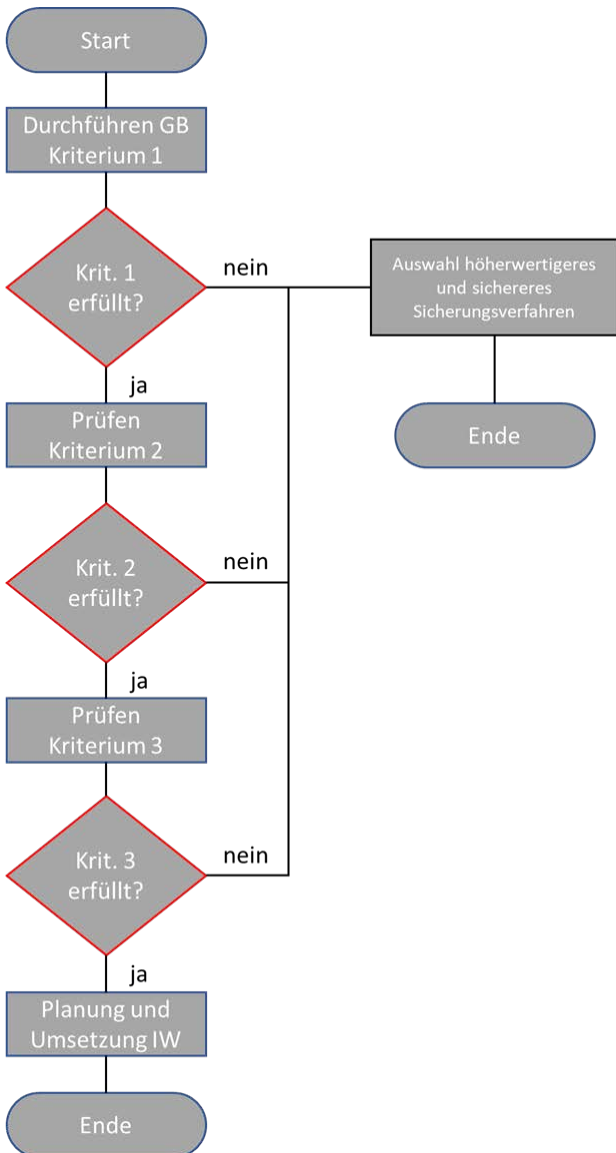 Start
Durchführen GB
Kriterium 1
Krit. 1
erfüllt?
nein
Auswahl höherwertigeres
und sichereres
Sicherungsverfahren
Ende
ja
Prüfen
Kriterium 2
Krit. 2
erfüllt?
nein
ja
Prüfen
Kriterium 3
Krit. 3
erfüllt?
nein
ja
Planung und
Umsetzung IW
Ende